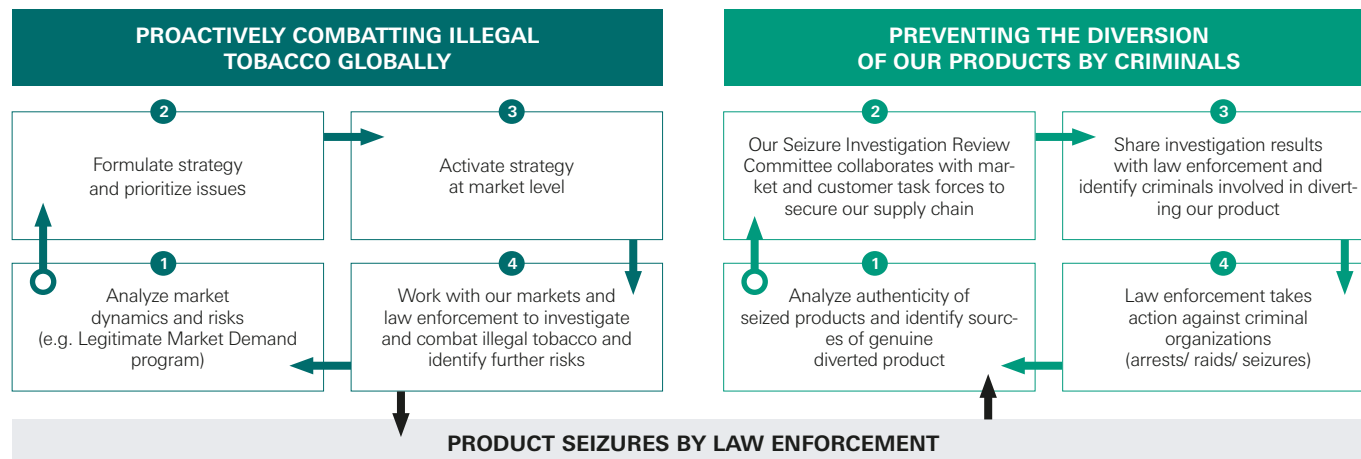 PROACTIVELY COMBATTING ILLEGAL
TOBACCO GLOBALLY
2
Formulate strategy
and prioritize issues
3
Activate strategy
at market level
1
Analyze market
dynamics and risks
(e.g. Legitimate Market Demand
program)
4
Work with our markets and
law enforcement to investigate
and combat illegal tobacco and
identify further risks
PREVENTING THE DIVERSION
OF OUR PRODUCTS BY CRIMINALS
2
Our Seizure Investigation Review
Committee collaborates with mar-
ket and customer task forces to
secure our supply chain
3
Share investigation results
with law enforcement and
identify criminals involved in divert-
ing our product
1
Analyze authenticity of
seized products and identify sourc-
es of genuine
diverted product
4
Law enforcement takes
action against criminal
organizations
(arrests/ raids/ seizures)
PRODUCT SEIZURES BY LAW ENFORCEMENT